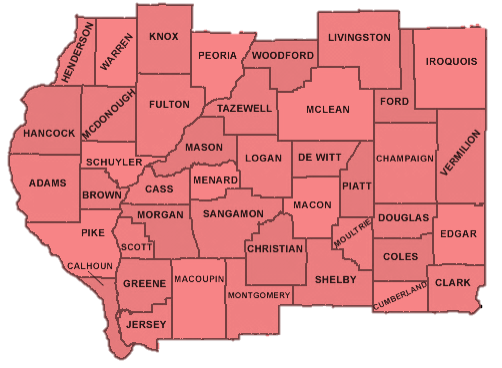 HENDERSON
WARREN
KNOX
PEORIA
WOODFORD
LIVINGSTON
IROQUOIS
HANCOCK
MCDONOUGH
FULTON
TAZEWELL
MCLEAN
FORD
VERMILION
ADAMS
SCHUYLER
BROWN
CASS
MASON
MENARD
LOGAN
DE WITT
PIATT
CHAMPAIGN
PIKE
SCOTT
MORGAN
SANGAMON
MACON
MOULTRIE
DOUGLAS
EDGAR
CALHOUN
GREENE
MACOUPIN
CHRISTIAN
SHELBY
COLES
CLARK
JERSEY
MONTGOMERY
CUMBERLAND